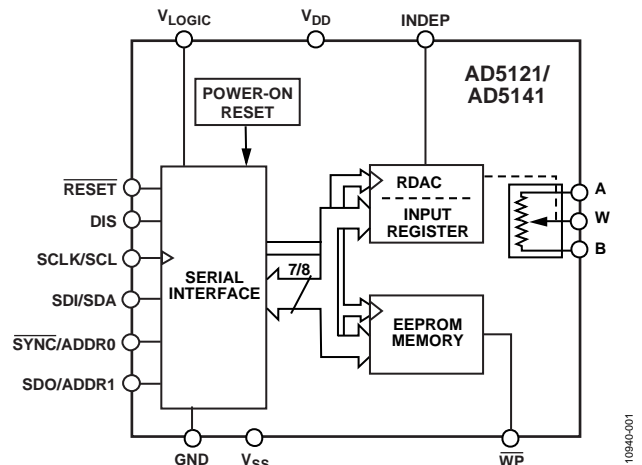 VLOGIC
VDD
INDEP
AD5121/
AD5141
POWER-ON
RESET
RESET
DIS
SCLK/SCL
SDI/SDA
SYNC/ADDR0
SDO/ADDR1
SERIAL
INTERFACE
7/8
RDAC
INPUT
REGISTER
EEPROM
MEMORY
A
W
B
GND
VSS
WP
10940-001